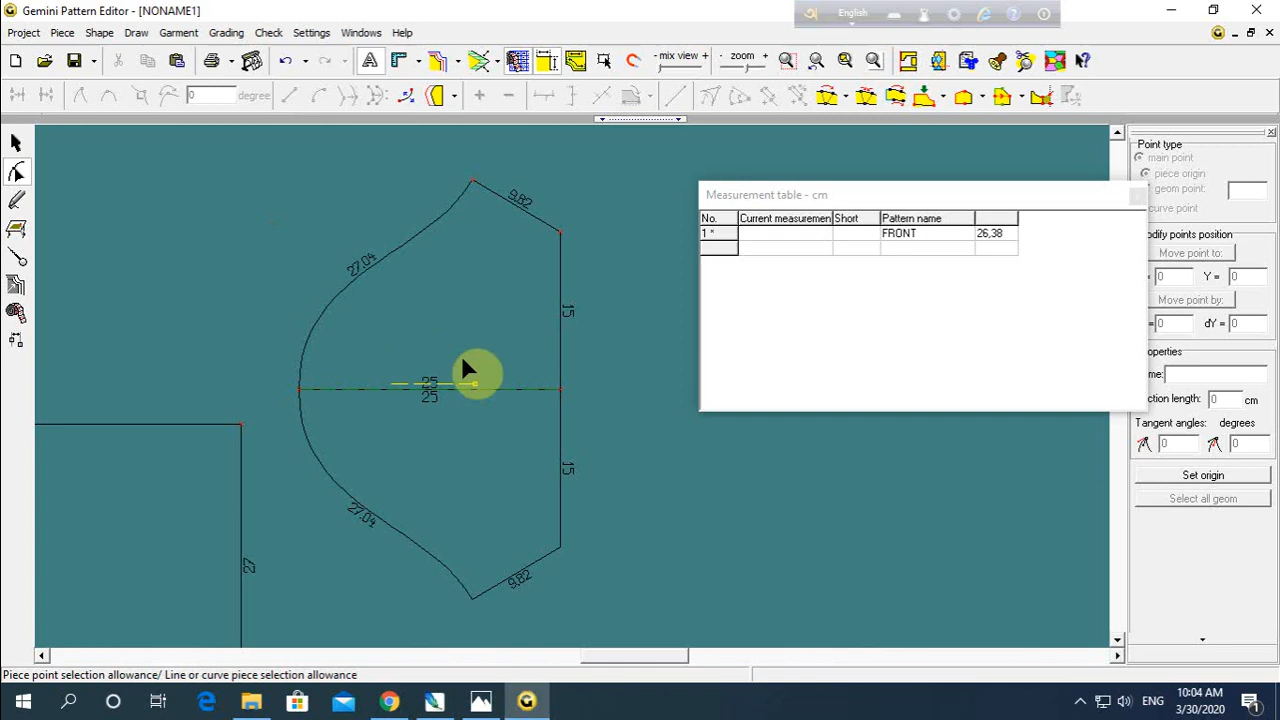 Gemini Pattern Editor - [NONAME1]
English
Project Piece Shape Draw Garment Grading Check Settings Windows Help
mix view
zoom
0 degree
Point type
main point
piece origin
geom point:
curve point
Measurement table - cm
No. Current measuremen Short Pattern name
1 * FRONT 26,38
odify points position
Move point to:
= 0 Y = 0
Move point by:
= 0 dY = 0
roperties
me:
ction length: 0 cm
Tangent angles: degrees
0 0
Set origin
Select all geom
9.82
27.04
15
25
25
15
27.04
9.82
27
Piece point selection allowance/ Line or curve piece selection allowance
ENG
10:04 AM
3/30/2020
1